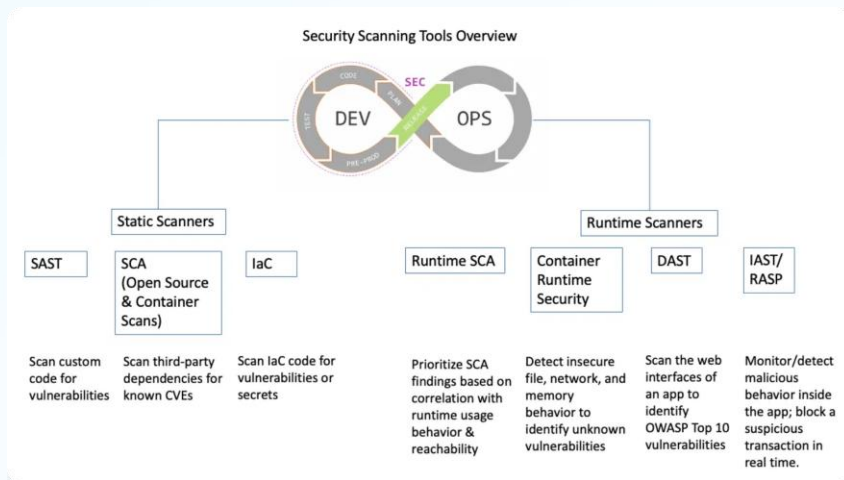 Security Scanning Tools Overview
SEC
CODE
PLAN
TEST
DEV
RELEASE
OPS
PRE-PROD
Static Scanners
Runtime Scanners
SAST
SCA
(Open Source
& Container
Scans)
IaC
Runtime SCA
Container
Runtime
Security
DAST
IAST/
RASP
Scan custom
code for
vulnerabilities
Scan third-party
dependencies for
known CVEs
Scan IaC code for
vulnerabilities or
secrets
Prioritize SCA
findings based on
correlation with
runtime usage
behavior &
reachability
Detect insecure
file, network, and
memory
behavior to
identify unknown
vulnerabilities
Scan the web
interfaces of
an app to
identify
OWASP Top 10
vulnerabilities
Monitor/detect
malicious
behavior inside
the app; block a
suspicious
transaction in
real time.